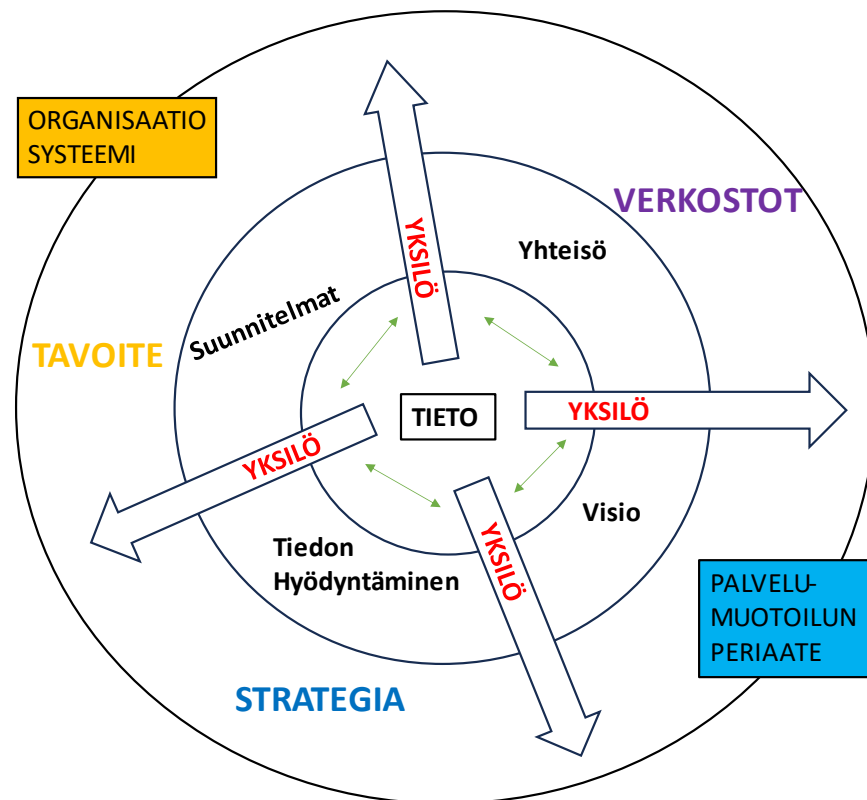 ORGANISAATIO
SYSTEEMI
VERKOSTOT
YKSILÖ
Yhteisö
Suunnitelmat
TAVOITE
TIETO
YKSILÖ
YKSILÖ
Visio
YKSILÖ
Tiedon
Hyödyntäminen
PALVELU-
MUOTOILUN
PERIAATE
STRATEGIA